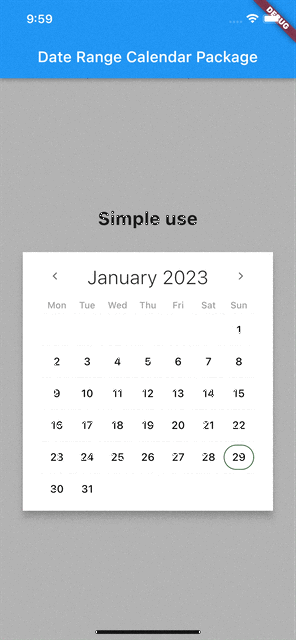 9:59
DEBUG
Date Range Calendar Package
Simple use
January 2023
Mon Tue Wed Thu Fri Sat Sun
1
2 3 4 5 6 7 8
9 10 11 12 13 14 15
16 17 18 19 20 21 22
23 24 25 26 27 28 29
30 31